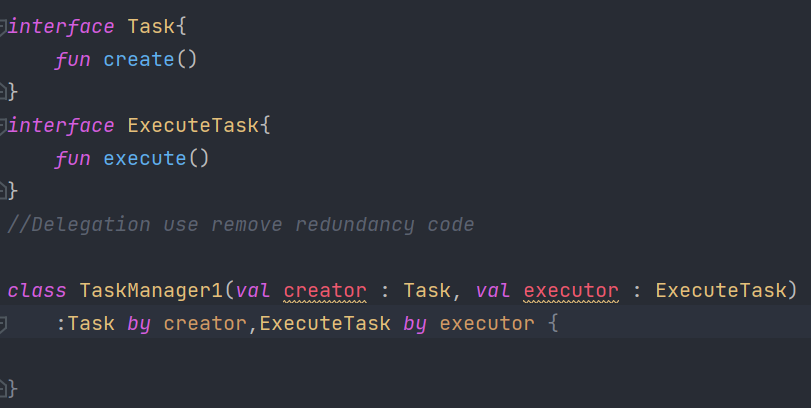 interface Task{
    fun create()
}
interface ExecuteTask{
    fun execute()
}
//Delegation use remove redundancy code
class TaskManager1(val creator : Task, val executor : ExecuteTask)
    :Task by creator,ExecuteTask by executor {
}